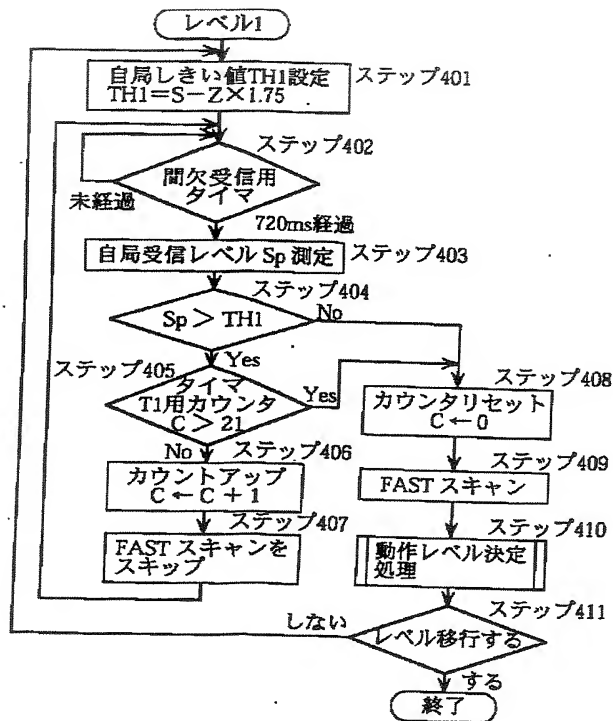 レベル1
自局しきい値TH1設定
TH1=S-Z×1.75
ステップ401
ステップ402
間欠受信用
タイマ
未経過
720ms経過
自局受信レベル Sp 測定
ステップ403
ステップ404
Sp > TH1
No
Yes
ステップ405
タイマ
T1用カウンタ
C > 21
Yes
No
ステップ406
カウントアップ
C ← C + 1
ステップ407
FAST スキャンを
スキップ
ステップ408
カウンタリセット
C ← 0
ステップ409
FAST スキャン
ステップ410
動作レベル決定
処理
ステップ411
レベル移行する
しない
する
終了